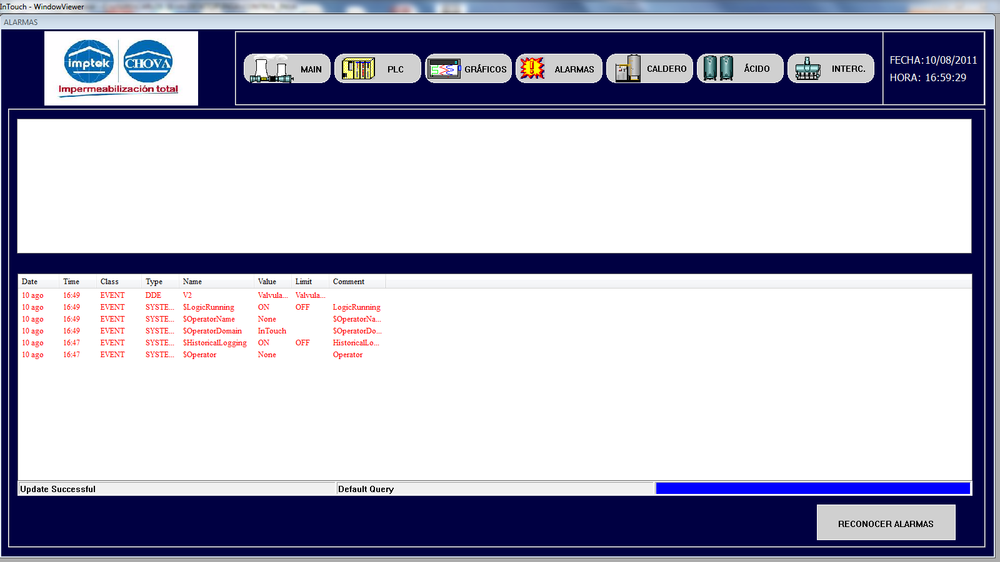 InTouch - WindowViewer
ALARMAS
imptek CHOVA
Impermeabilización total
MAIN PLC GRÁFICOS ALARMAS CALDERO ÁCIDO INTERC.
FECHA:10/08/2011
HORA: 16:59:29
Date Time Class Type Name Value Limit Comment
10 ago 16:49 EVENT DDE V2 Valvula... Valvula...
10 ago 16:49 EVENT SYSTE... $LogicRunning ON OFF LogicRunning
10 ago 16:49 EVENT SYSTE... $OperatorName None $OperatorNa...
10 ago 16:49 EVENT SYSTE... $OperatorDomain InTouch $OperatorDo...
10 ago 16:47 EVENT SYSTE... $HistoricalLogging ON OFF HistoricalLo...
10 ago 16:47 EVENT SYSTE... $Operator None Operator
Update Successful Default Query
RECONOCER ALARMAS